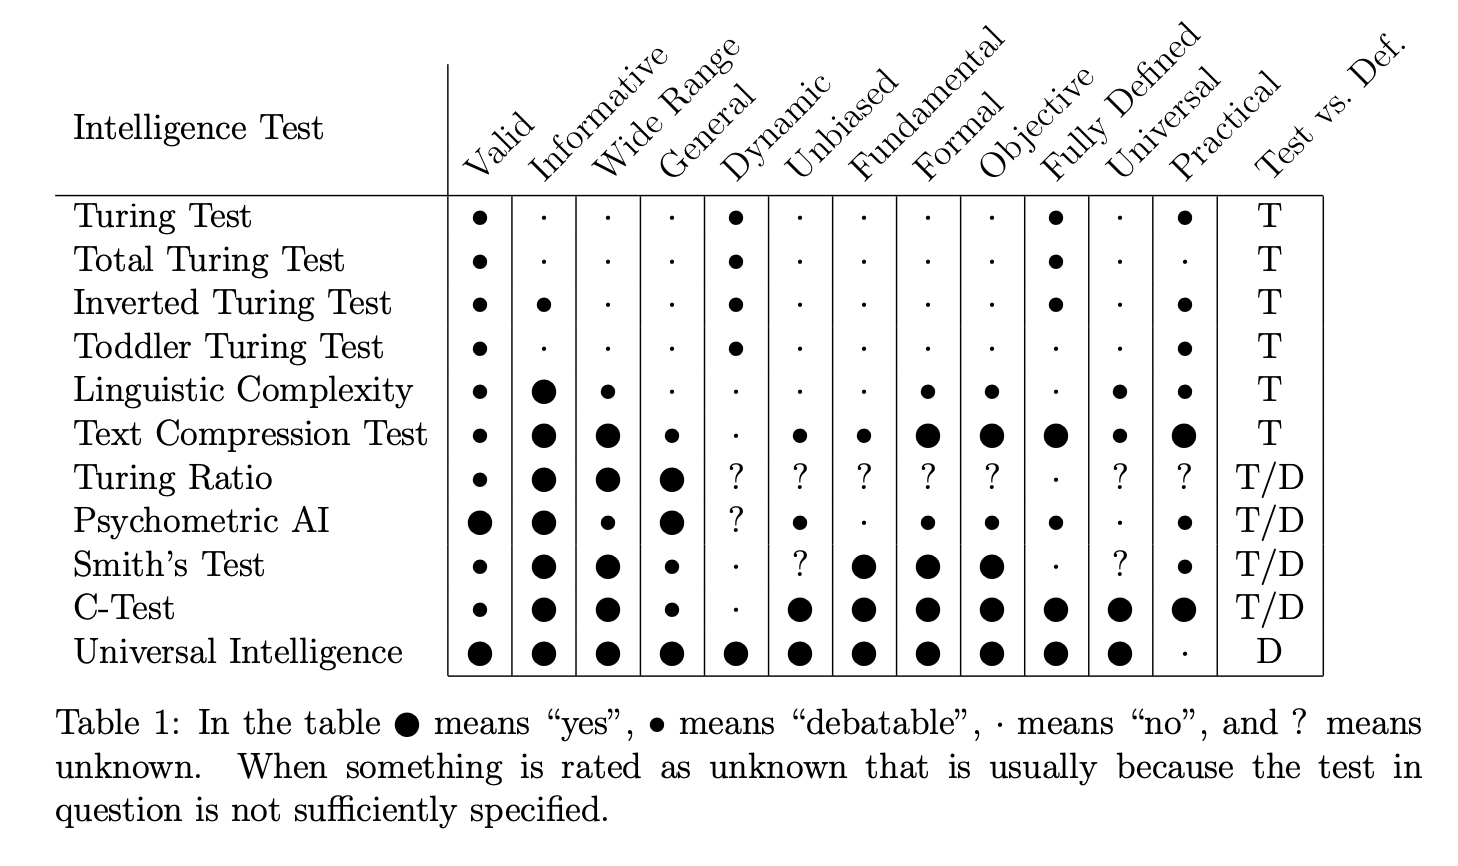 Intelligence Test Valid Informative Wide Range General Dynamic Unbiased Fundamental Formal Objective Fully Defined Universal Practical Test vs. Def.
Turing Test ● · · · ● · · · · ● · ● T
Total Turing Test ● · · · ● · · · · ● · · T
Inverted Turing Test ● ● · · ● · · · · ● · ● T
Toddler Turing Test ● · · · ● · · · · · · ● T
Linguistic Complexity ● ⬤ ● · · · · ● ● · ● ● T
Text Compression Test ● ⬤ ⬤ ● · ● ● ⬤ ⬤ ⬤ ● ⬤ T
Turing Ratio ● ⬤ ⬤ ⬤ ? ? ? ? ? · ? ? T/D
Psychometric AI ⬤ ⬤ ● ⬤ ? ● · ● ● ● · ● T/D
Smith's Test ● ⬤ ⬤ ● · ? ⬤ ⬤ ⬤ · ? ● T/D
C-Test ● ⬤ ⬤ ● · ⬤ ⬤ ⬤ ⬤ ⬤ ⬤ ⬤ T/D
Universal Intelligence ⬤ ⬤ ⬤ ⬤ ⬤ ⬤ ⬤ ⬤ ⬤ ⬤ ⬤ · D
Table 1: In the table ⬤ means “yes”, ● means “debatable”, · means “no”, and ? means
unknown. When something is rated as unknown that is usually because the test in
question is not sufficiently specified.